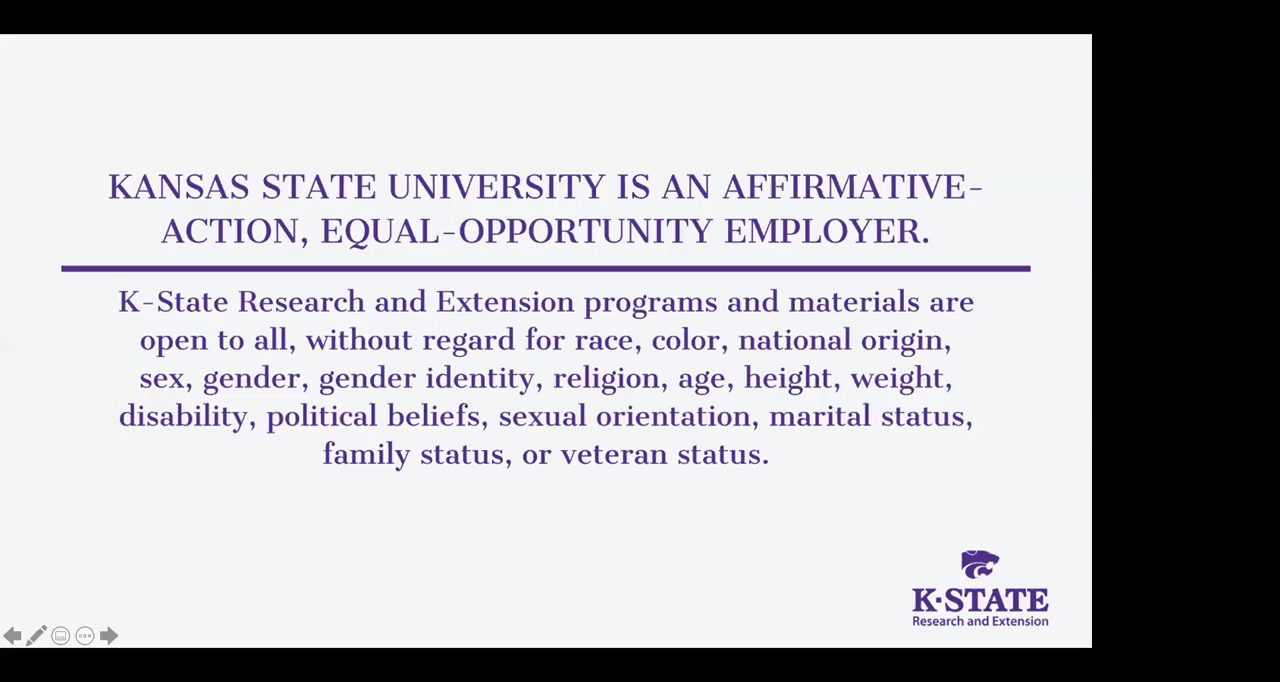 KANSAS STATE UNIVERSITY IS AN AFFIRMATIVE-
ACTION, EQUAL-OPPORTUNITY EMPLOYER.
K-State Research and Extension programs and materials are
open to all, without regard for race, color, national origin,
sex, gender, gender identity, religion, age, height, weight,
disability, political beliefs, sexual orientation, marital status,
family status, or veteran status.
K·STATE
Research and Extension